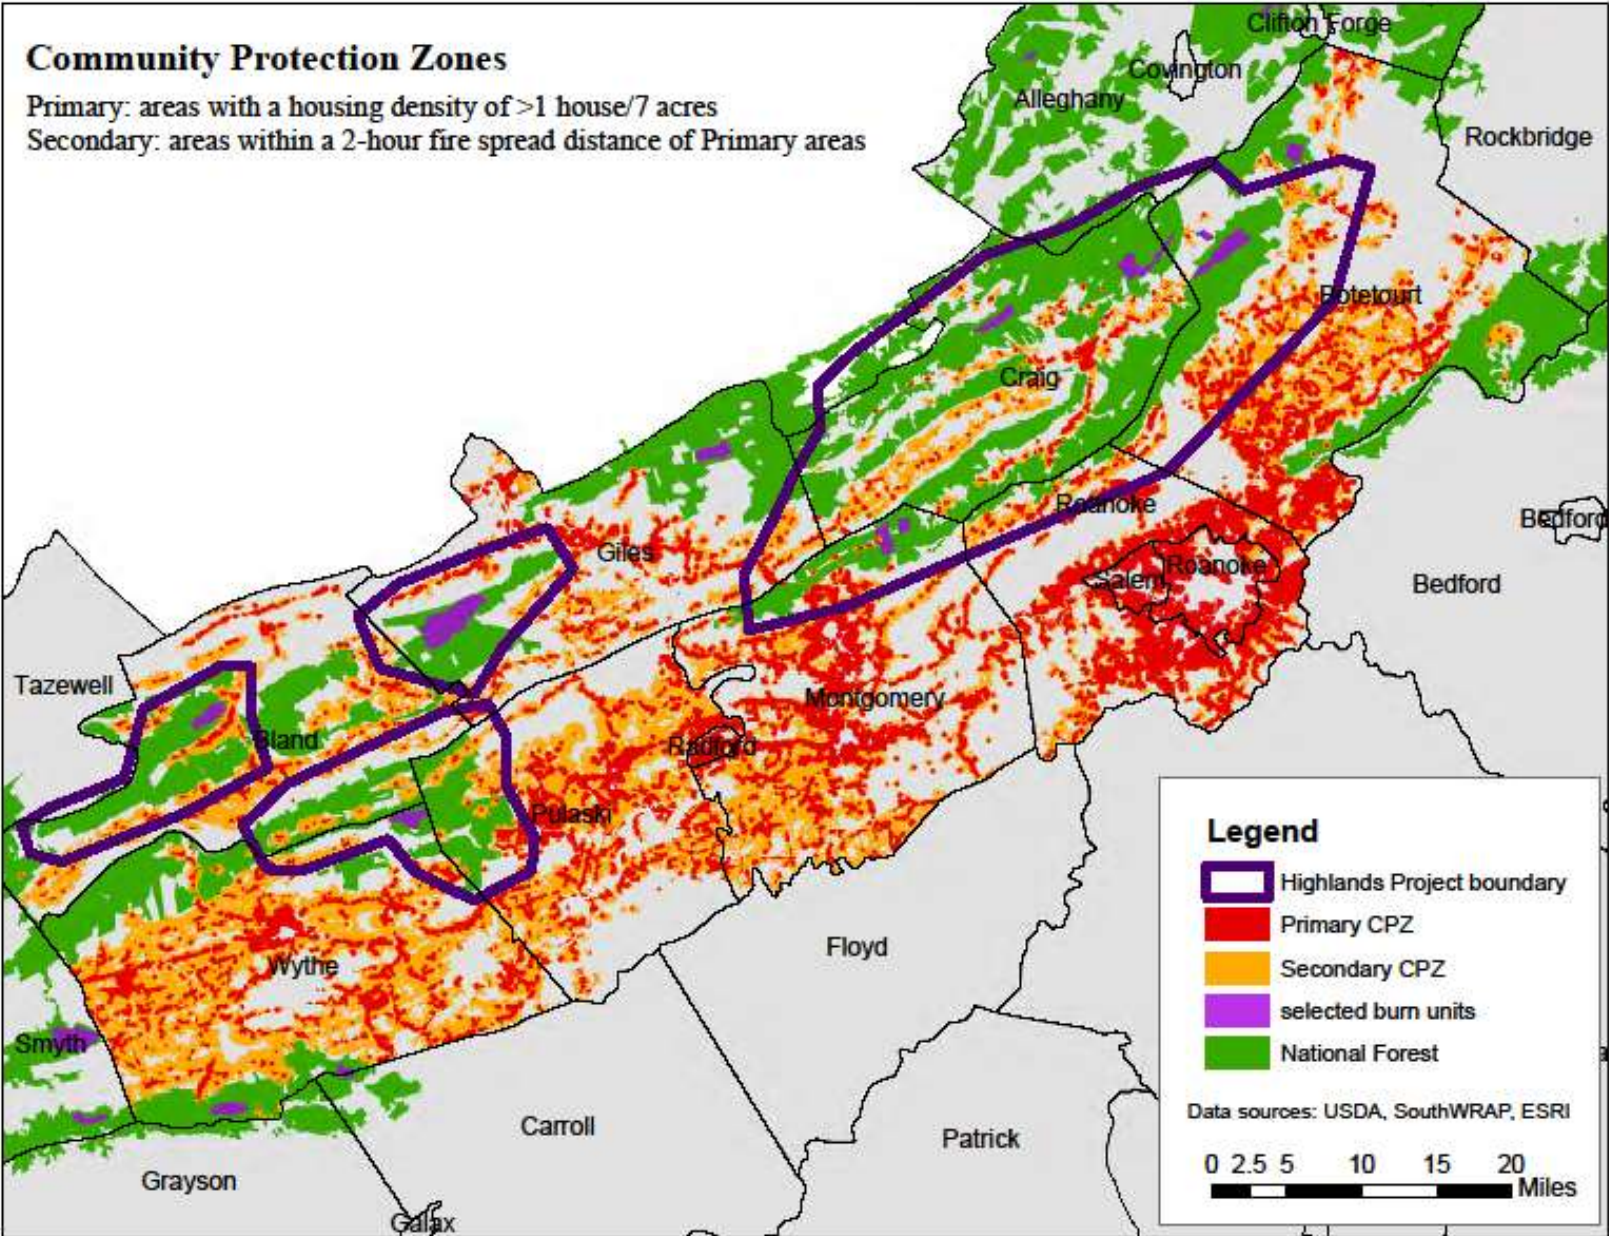 Community Protection Zones
Primary: areas with a housing density of >1 house/7 acres
Secondary: areas within a 2-hour fire spread distance of Primary areas
Clifton Forge
Covington
Alleghany
Rockbridge
Botetourt
Craig
Roanoke
Bedford
Giles
Salem
Roanoke
Bedford
Tazewell
Montgomery
Bland
Radford
Pulaski
Floyd
Wythe
Smyth
Carroll
Patrick
Grayson
Galax
Legend
Highlands Project boundary
Primary CPZ
Secondary CPZ
selected burn units
National Forest
Data sources: USDA, SouthWRAP, ESRI
0 2.5 5 10 15 20
Miles